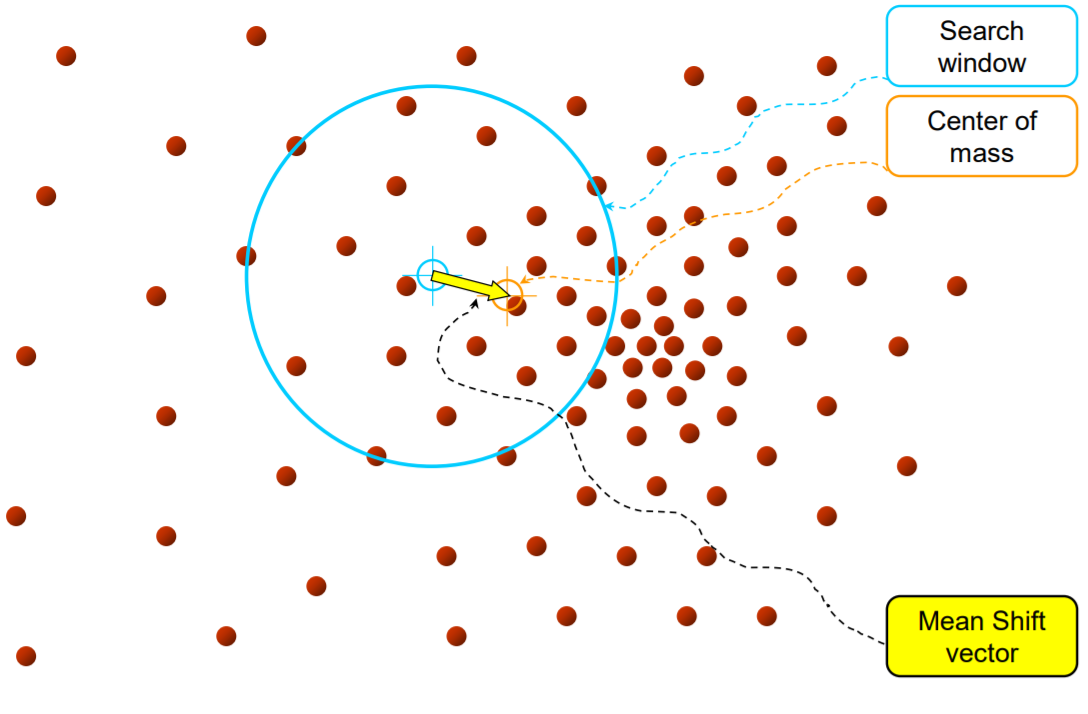 Search
window
Center of
mass
Mean Shift
vector